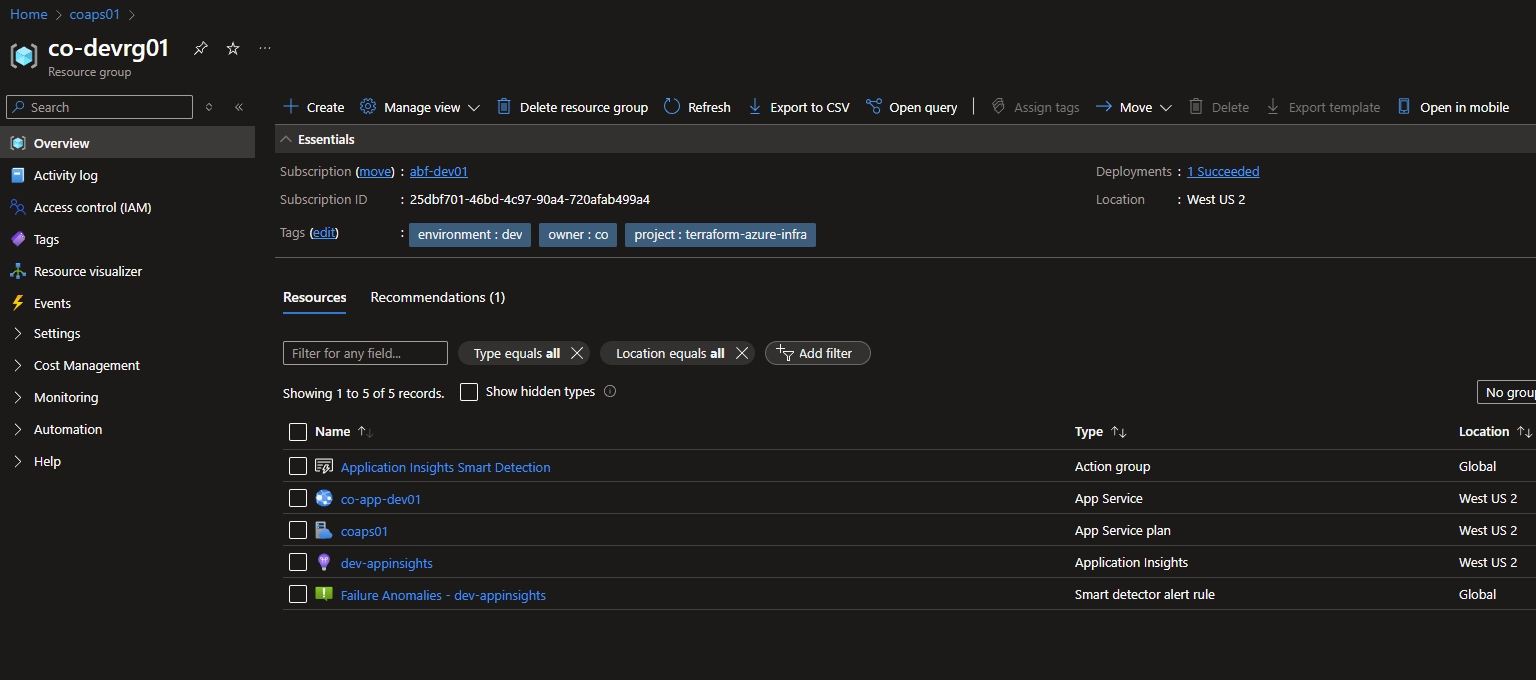 Home > coaps01 >
co-devrg01
Resource group
Search
Create Manage view Delete resource group Refresh Export to CSV Open query Assign tags Move Delete Export template Open in mobile
Overview
Activity log
Access control (IAM)
Tags
Resource visualizer
Events
Settings
Cost Management
Monitoring
Automation
Help
Essentials
Subscription (move) : abf-dev01
Deployments : 1 Succeeded
Subscription ID : 25dbf701-46bd-4c97-90a4-720afab499a4
Location : West US 2
Tags (edit) : environment : dev owner : co project : terraform-azure-infra
Resources Recommendations (1)
Filter for any field... Type equals all Location equals all Add filter
Showing 1 to 5 of 5 records. Show hidden types No grou
Name Type Location
Application Insights Smart Detection Action group Global
co-app-dev01 App Service West US 2
coaps01 App Service plan West US 2
dev-appinsights Application Insights West US 2
Failure Anomalies - dev-appinsights Smart detector alert rule Global